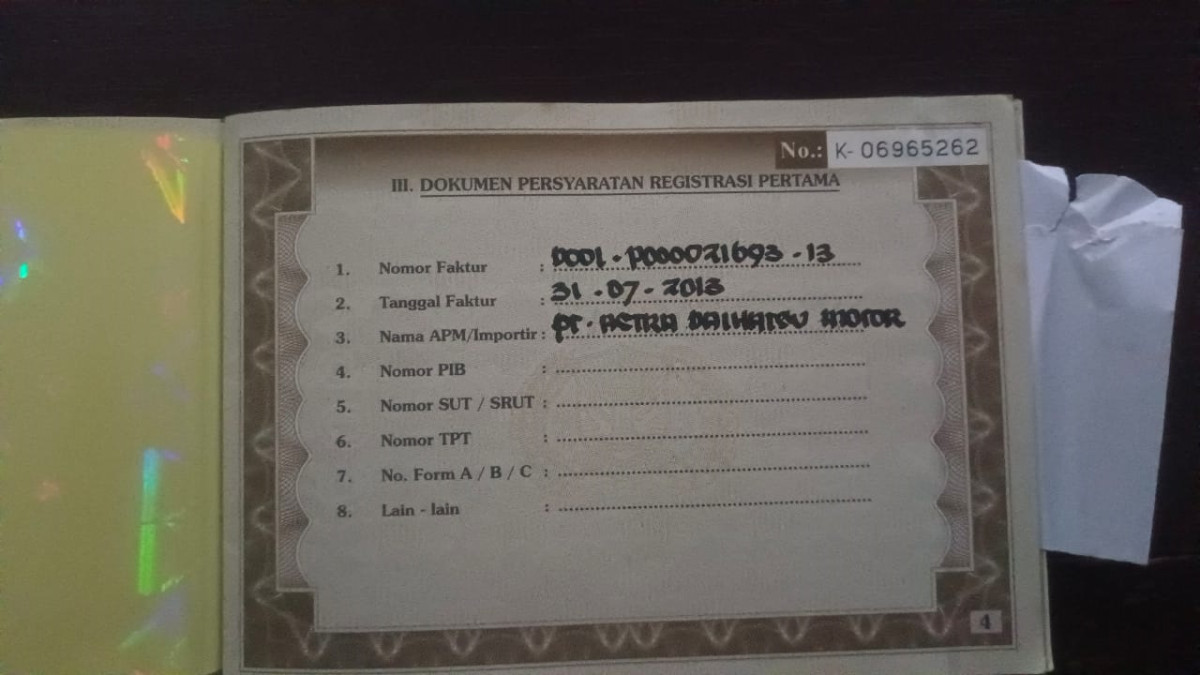 No.: K- 06965262
III. DOKUMEN PERSYARATAN REGISTRASI PERTAMA
1. Nomor Faktur : DOD1 - P000021693 - 13
2. Tanggal Faktur : 31 - 07 - 2013
3. Nama APM/Importir : PT. ASTRA DAIHATSU MOTOR
4. Nomor PIB :
5. Nomor SUT / SRUT :
6. Nomor TPT :
7. No. Form A / B / C :
8. Lain - lain :
4